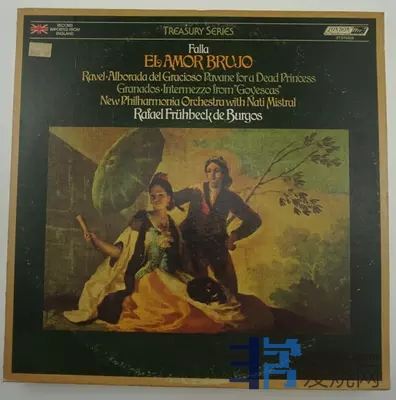 TREASURY SERIES
RECORD
IMPORTED FROM
ENGLAND
LONDON
Falla
EL AMOR BRUJO
Ravel·Alborada del Gracioso Pavane for a Dead Princess
Granados·Intermezzo from "Goyescas"
New Philharmonia Orchestra with Nati Mistral
Rafael Frühbeck de Burgos